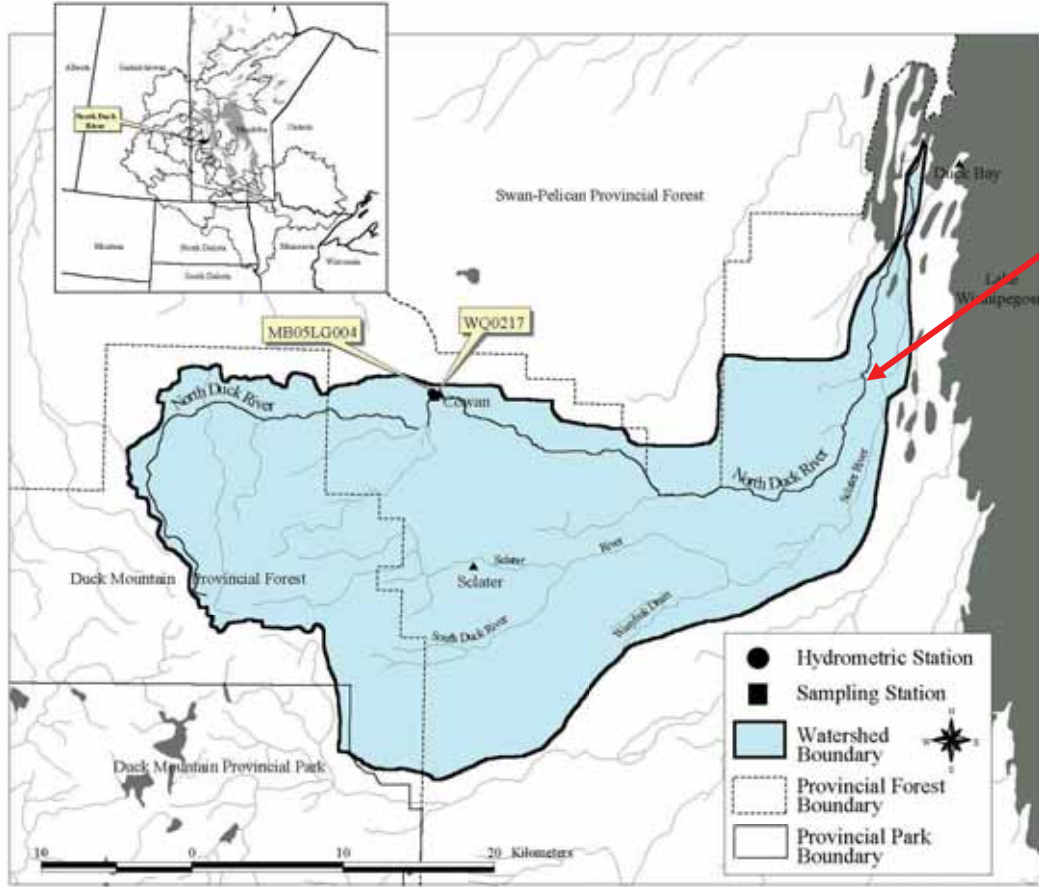 Alberta
Saskatchewan
Manitoba
Ontario
North Duck
River
Montana
North Dakota
South Dakota
Minnesota
Wisconsin
Swan-Pelican Provincial Forest
Duck Bay
Lake
Winnipegosis
MB05LG004
WQ0217
Cowan
North Duck River
North Duck River
Sclater River
Sclater
River
Sclater
Duck Mountain Provincial Forest
South Duck River
Duck Mountain Provincial Park
Hydrometric Station
Sampling Station
Watershed
Boundary
N
W
E
S
Provincial Forest
Boundary
Provincial Park
Boundary
10
0
10
20
Kilometers